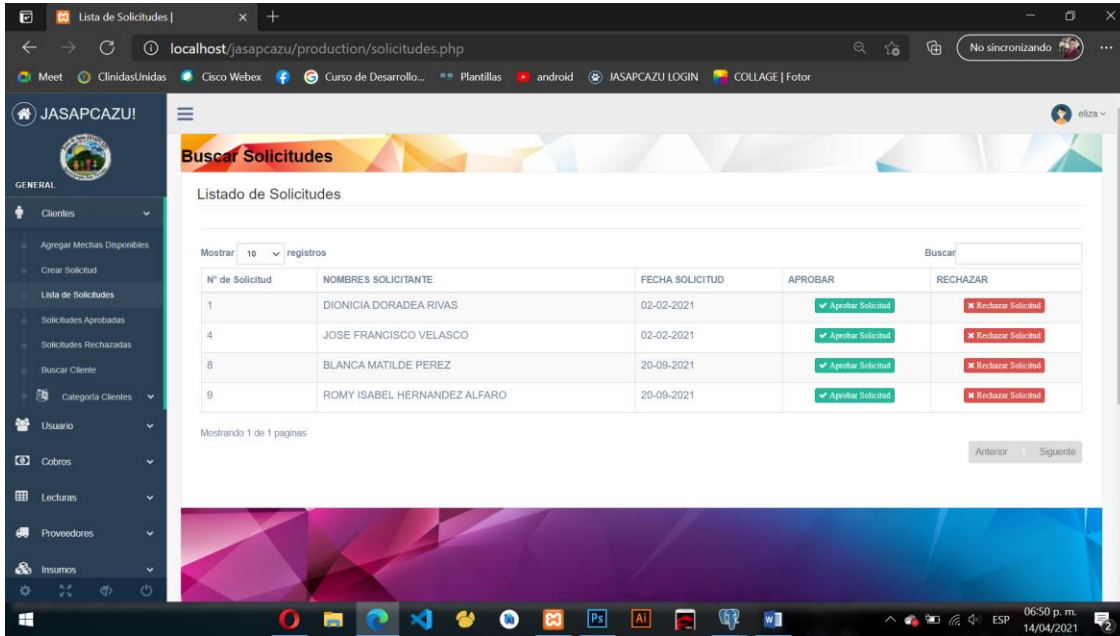 Lista de Solicitudes |
localhost/jasapcazu/production/solicitudes.php
No sincronizando
Meet
ClinidasUnidas
Cisco Webex
Curso de Desarrollo...
Plantillas
android
JASAPCAZU LOGIN
COLLAGE | Fotor
JASAPCAZU!
eliza
GENERAL
Clientes
Agregar Mechas Disponibles
Crear Solicitud
Lista de Solicitudes
Solicitudes Aprobadas
Solicitudes Rechazadas
Buscar Cliente
Categoría Clientes
Usuario
Cobros
Lecturas
Proveedores
Insumos
Buscar Solicitudes
Listado de Solicitudes
Mostrar 10 registros
Buscar
N° de Solicitud NOMBRES SOLICITANTE FECHA SOLICITUD APROBAR RECHAZAR
1 DIONICIA DORADEA RIVAS 02-02-2021 Aprobar Solicitud Rechazar Solicitud
4 JOSE FRANCISCO VELASCO 02-02-2021 Aprobar Solicitud Rechazar Solicitud
8 BLANCA MATILDE PEREZ 20-09-2021 Aprobar Solicitud Rechazar Solicitud
9 ROMY ISABEL HERNANDEZ ALFARO 20-09-2021 Aprobar Solicitud Rechazar Solicitud
Mostrando 1 de 1 paginas
Anterior 1 Siguente
Ps
Ai
W
ESP
06:50 p. m.
14/04/2021
2